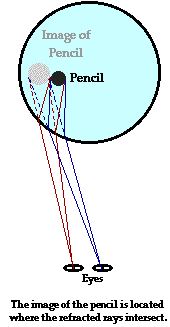 Image of
Pencil
Pencil
Eyes
The image of the pencil is located
where the refracted rays intersect.